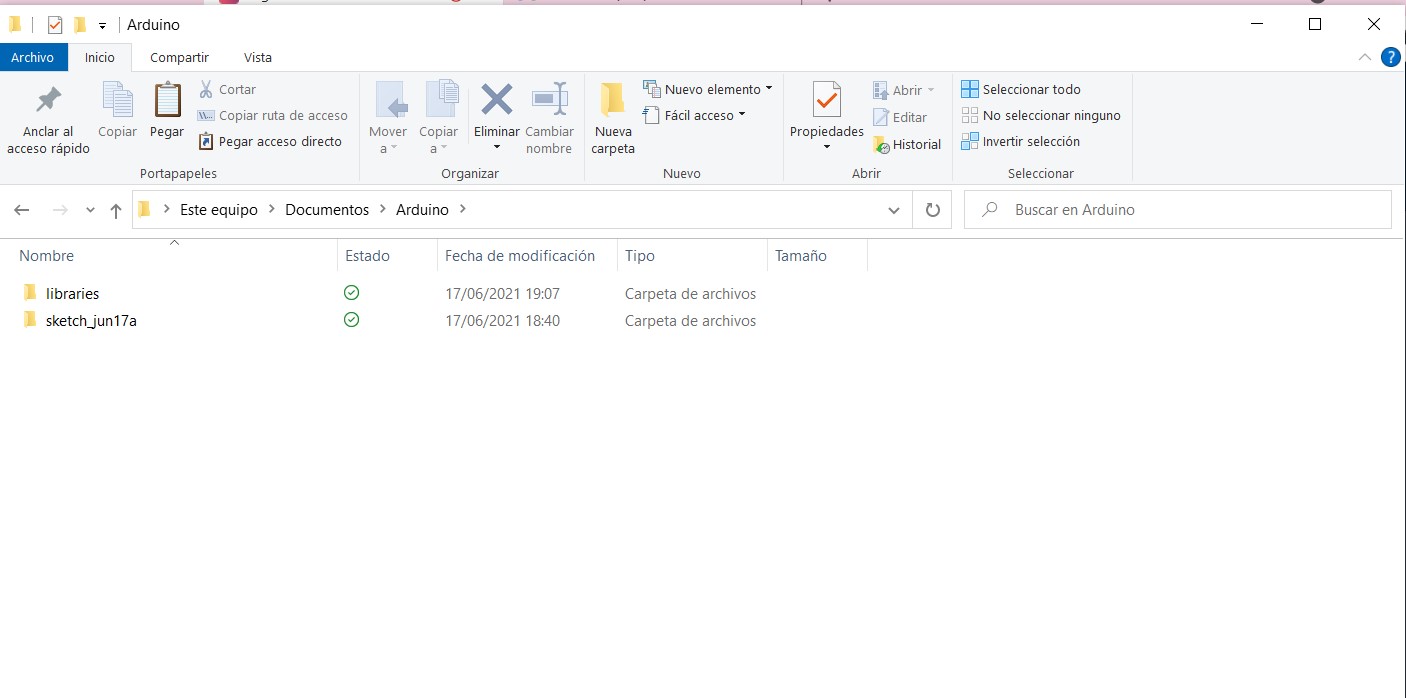 Arduino
Archivo Inicio Compartir Vista
?
Anclar al
acceso rápido
Copiar
Pegar
Cortar
Copiar ruta de acceso
Pegar acceso directo
Portapapeles
Mover
a
Copiar
a
Eliminar
Cambiar
nombre
Organizar
Nueva
carpeta
Nuevo elemento
Fácil acceso
Nuevo
Propiedades
Abrir
Editar
Historial
Abrir
Seleccionar todo
No seleccionar ninguno
Invertir selección
Seleccionar
Este equipo Documentos Arduino
Buscar en Arduino
Nombre Estado Fecha de modificación Tipo Tamaño
libraries 17/06/2021 19:07 Carpeta de archivos
sketch_jun17a 17/06/2021 18:40 Carpeta de archivos